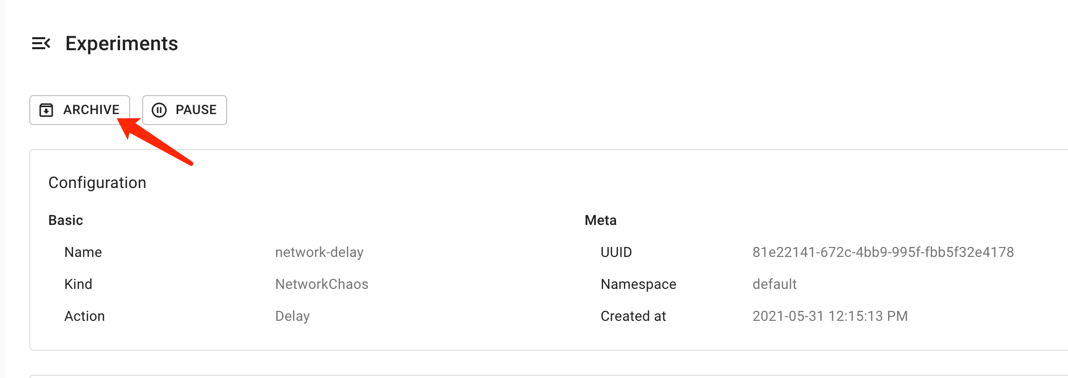 Experiments
ARCHIVE PAUSE
Configuration
Basic Meta
Name network-delay UUID 81e22141-672c-4bb9-995f-fbb5f32e4178
Kind NetworkChaos Namespace default
Action Delay Created at 2021-05-31 12:15:13 PM